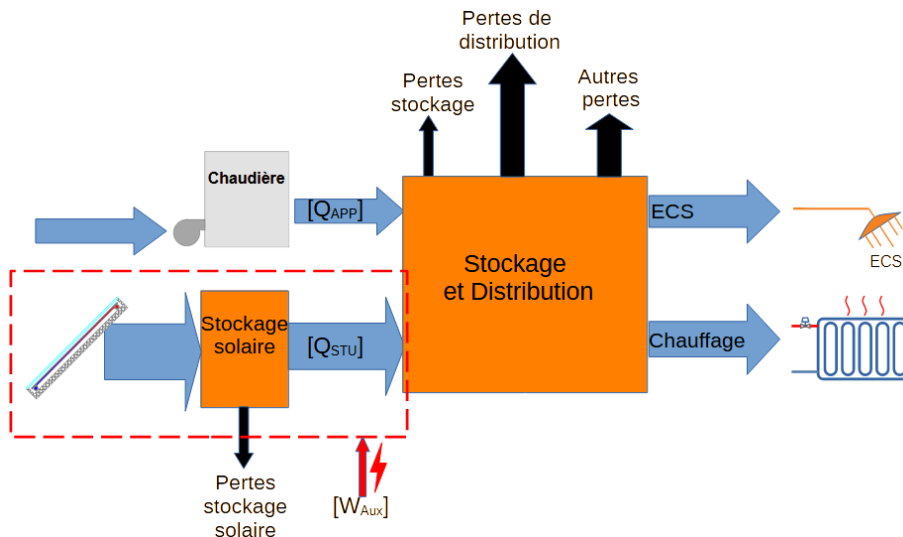 Pertes de
distribution
Pertes
stockage
Autres
pertes
Chaudière
[QAPP]
ECS
ECS
Stockage
et Distribution
Stockage
solaire
[QSTU]
Chauffage
Pertes
stockage
solaire
[WAux]